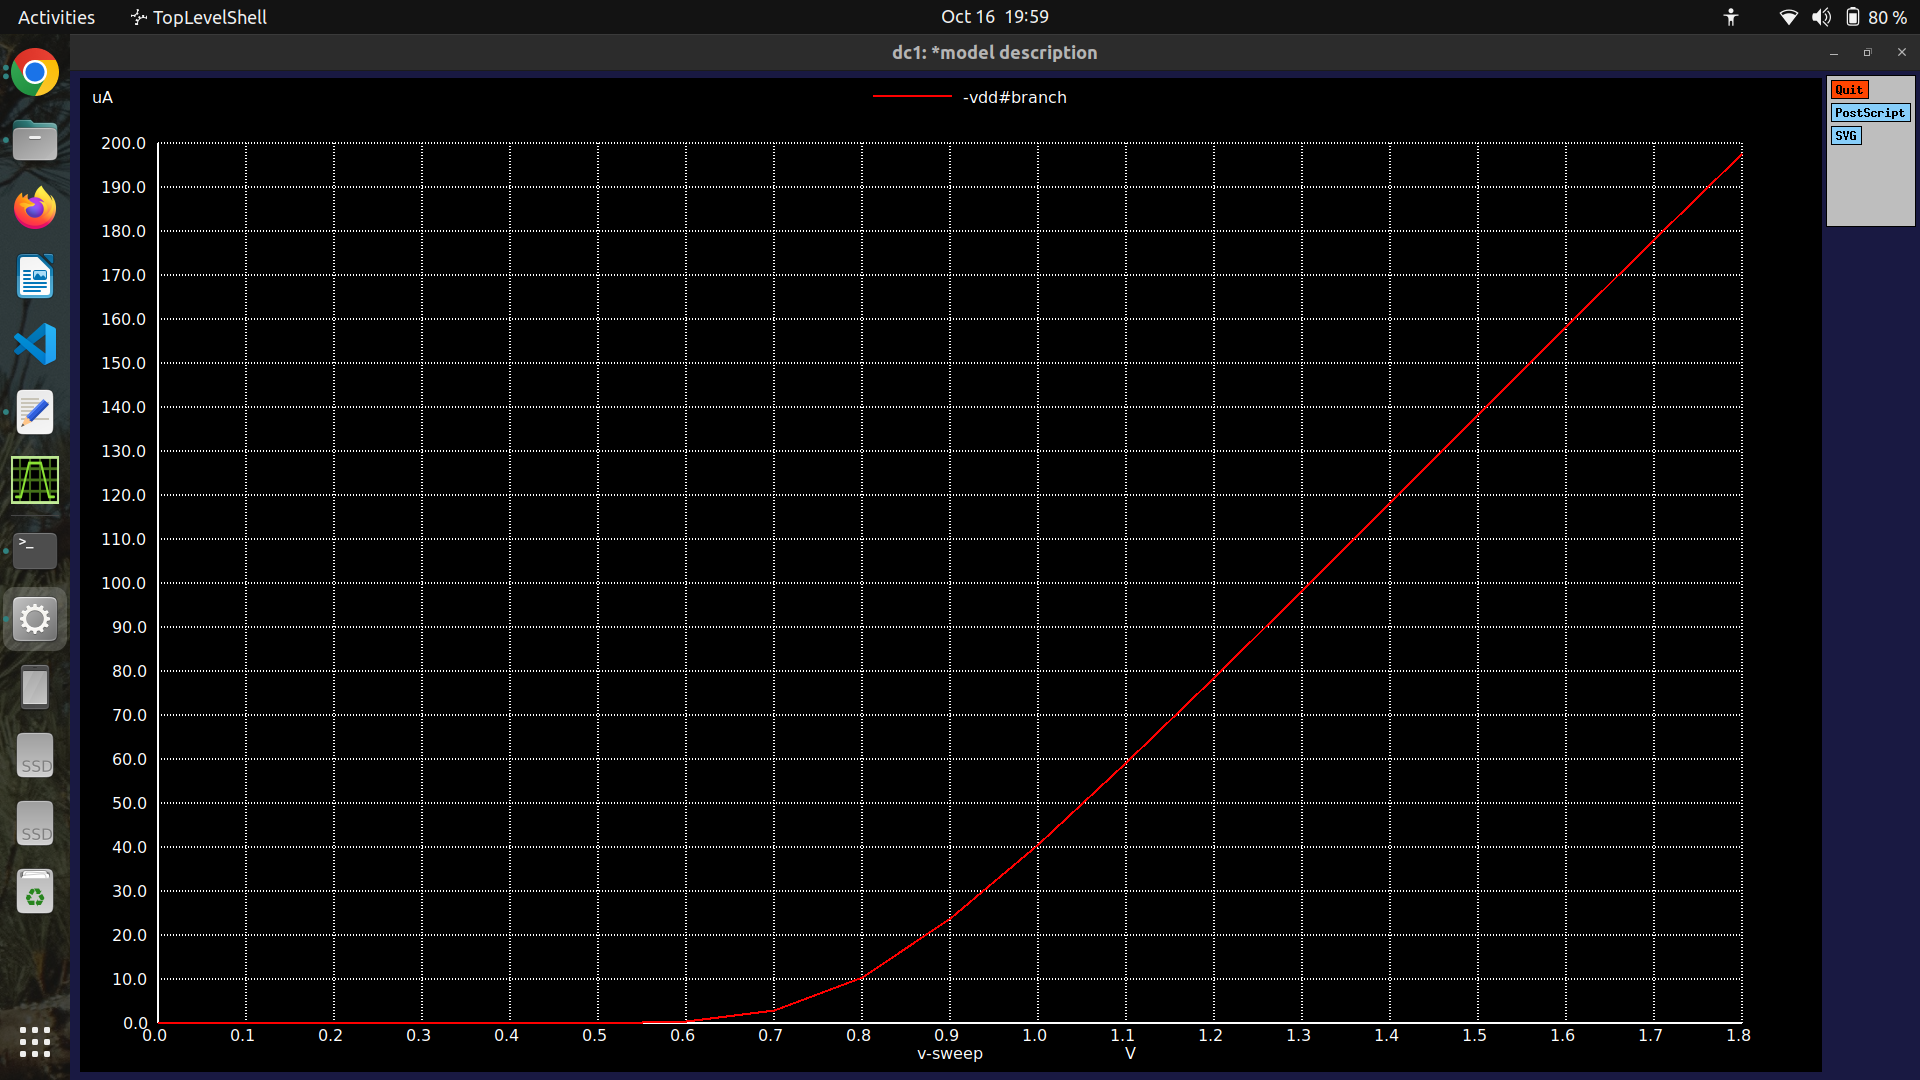 Activities
TopLevelShell
Oct 16 19:59
80 %
dc1: *model description
Quit
PostScript
SVG
uA
-vdd#branch
200.0
190.0
180.0
170.0
160.0
150.0
140.0
130.0
120.0
110.0
100.0
90.0
80.0
70.0
60.0
50.0
40.0
30.0
20.0
10.0
0.0
0.0 0.1 0.2 0.3 0.4 0.5 0.6 0.7 0.8 0.9 1.0 1.1 1.2 1.3 1.4 1.5 1.6 1.7 1.8
v-sweep V
>_
SSD
SSD